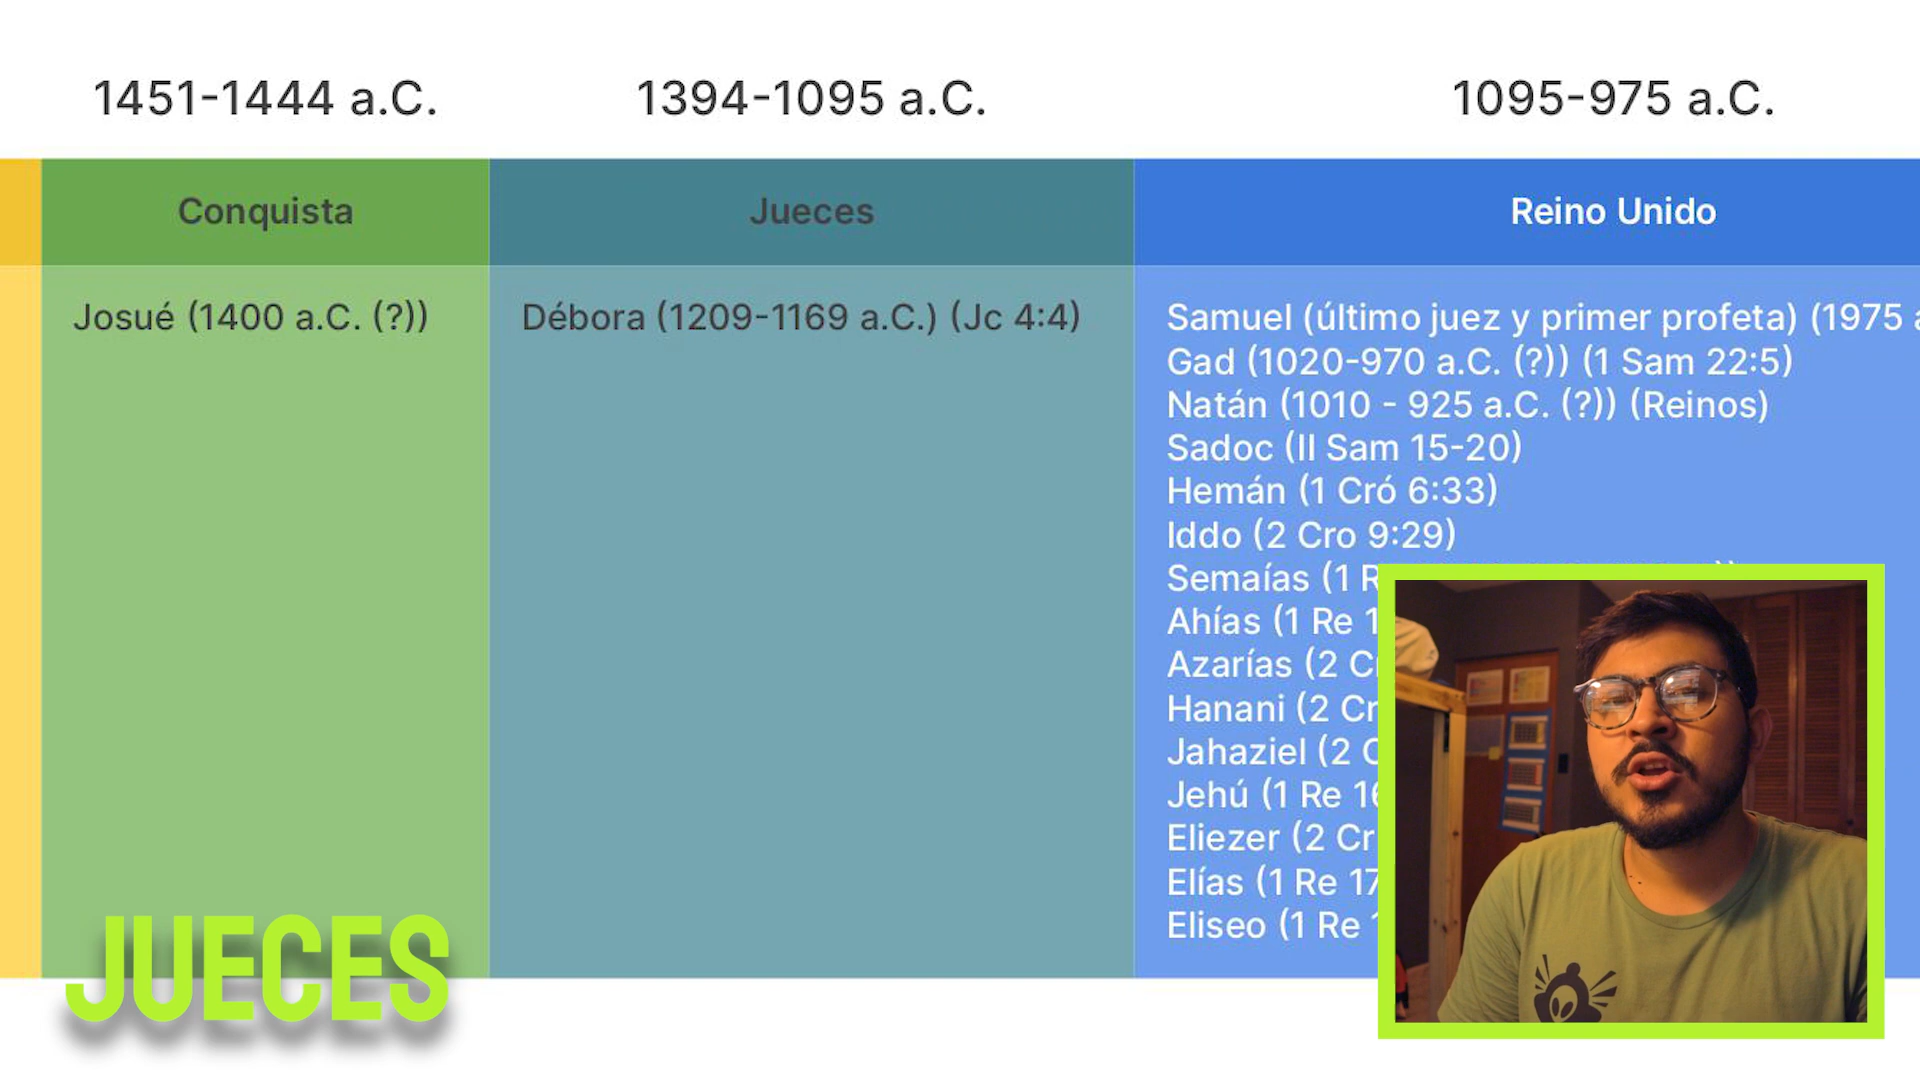 1451-1444 a.C.
1394-1095 a.C.
1095-975 a.C.
Conquista
Jueces
Reino Unido
Josué (1400 a.C. (?))
Débora (1209-1169 a.C.) (Jc 4:4)
Samuel (último juez y primer profeta) (1975
Gad (1020-970 a.C. (?)) (1 Sam 22:5)
Natán (1010 - 925 a.C. (?)) (Reinos)
Sadoc (II Sam 15-20)
Hemán (1 Cró 6:33)
Iddo (2 Cro 9:29)
Semaías (1
Ahías (1 Re
Azarías (2
Hanani (2
Jahaziel (2
Jehú (1 Re
Eliezer (2
Elías (1 Re
Eliseo (1 Re
JUECES